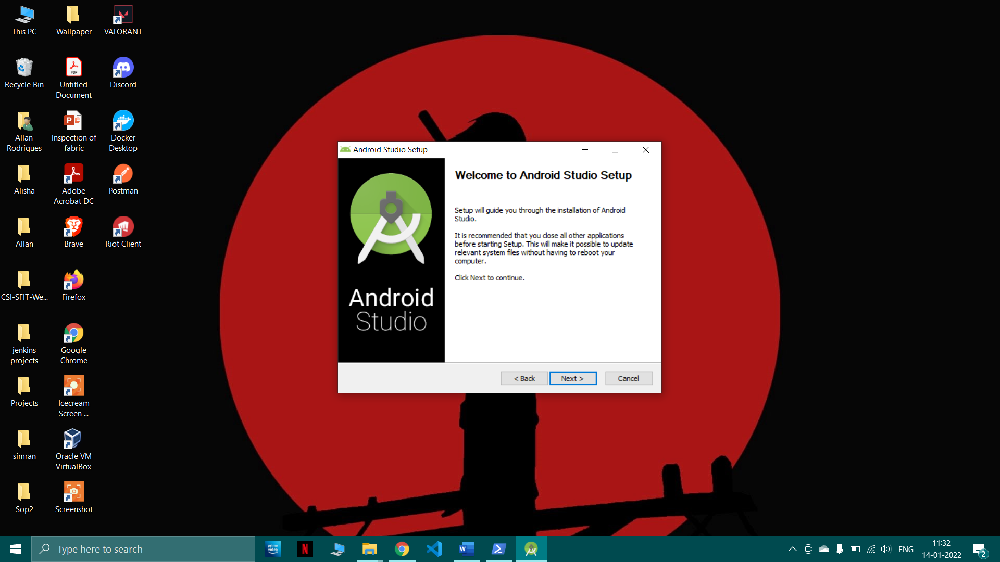 This PC
Wallpaper
VALORANT
Recycle Bin
Untitled
Document
Discord
Allan
Rodriques
Inspection of
fabric
Docker
Desktop
Alisha
Adobe
Acrobat DC
Postman
Allan
Brave
Riot Client
CSI-SFIT-We...
Firefox
jenkins
projects
Google
Chrome
Projects
Icecream
Screen ...
simran
Oracle VM
VirtualBox
Sop2
Screenshot
PDF
Android Studio Setup
Welcome to Android Studio Setup
Setup will guide you through the installation of Android
Studio.
It is recommended that you close all other applications
before starting Setup. This will make it possible to update
relevant system files without having to reboot your
computer.
Click Next to continue.
Android
Studio
< Back
Next >
Cancel
Type here to search
prime
video
ENG
11:32
14-01-2022
2